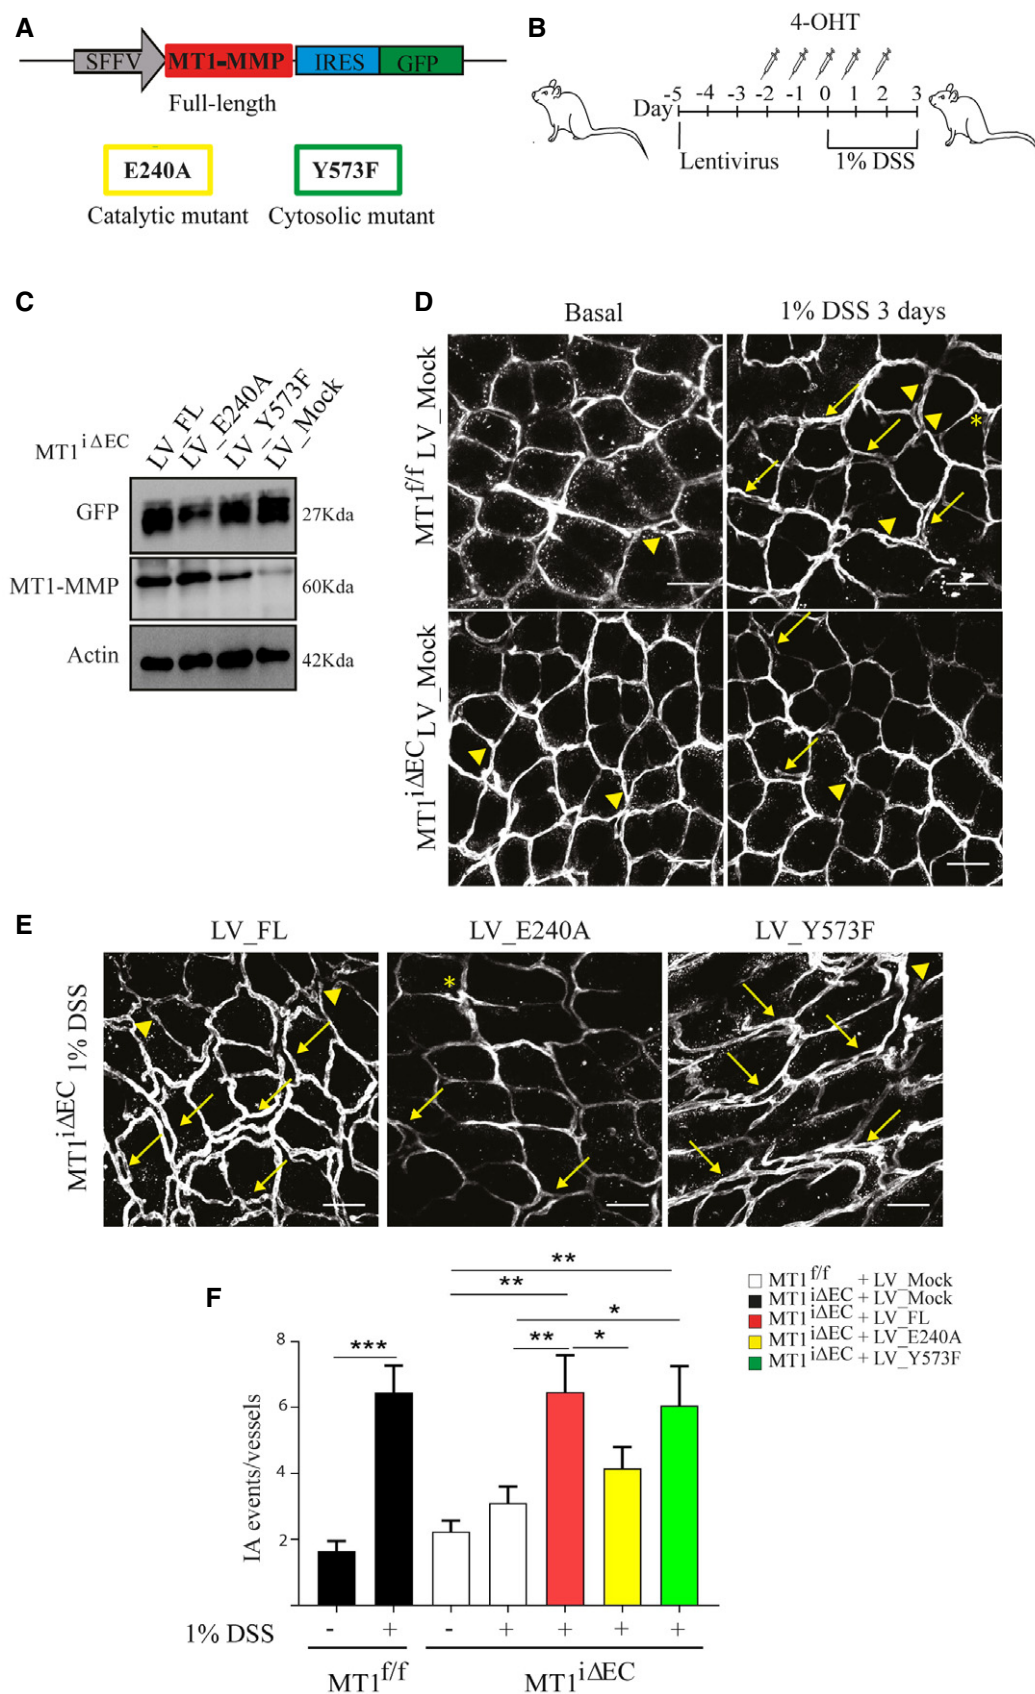 A
SFFV MT1-MMP IRES GFP
Full-length
E240A Y573F
Catalytic mutant Cytosolic mutant
B
4-OHT
Day -5 -4 -3 -2 -1 0 1 2 3
Lentivirus 1% DSS
C
MT1iΔEC LV_FL LV_E240A LV_Y573F LV_Mock
GFP 27Kda
MT1-MMP 60Kda
Actin 42Kda
D
Basal 1% DSS 3 days
MT1f/f LV_Mock
*
MT1iΔEC LV_Mock
E
LV_FL LV_E240A LV_Y573F
MT1iΔEC 1% DSS
*
F
MT1f/f + LV_Mock
MT1iΔEC + LV_Mock
MT1iΔEC + LV_FL
MT1iΔEC + LV_E240A
MT1iΔEC + LV_Y573F
**
**
*
*** ** *
IA events/vessels
8
6
4
2
1% DSS - + - + + + +
MT1f/f MT1iΔEC